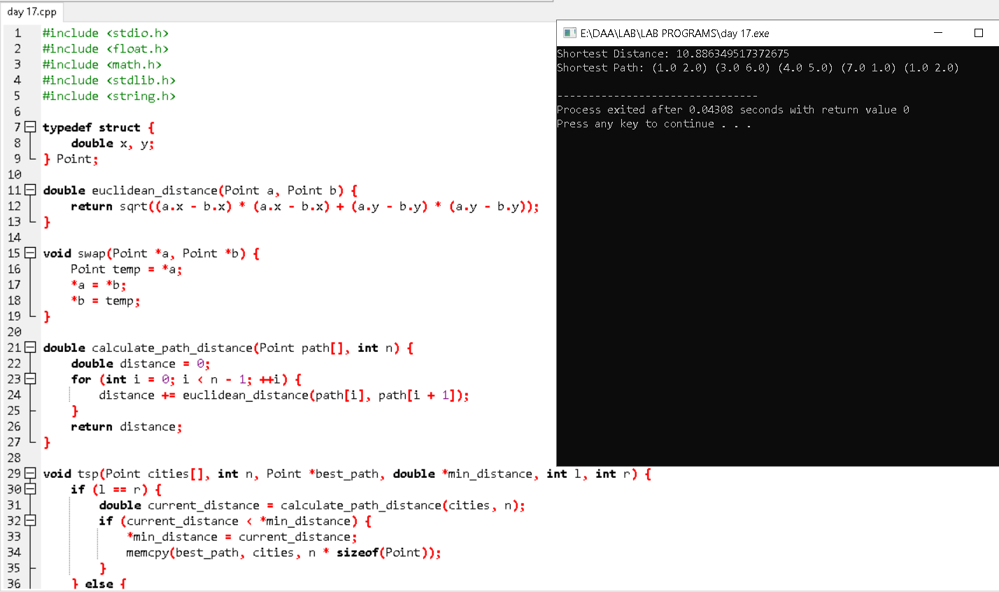 day 17.cpp
1 #include <stdio.h>
2 #include <float.h>
3 #include <math.h>
4 #include <stdlib.h>
5 #include <string.h>
6
7 typedef struct {
8     double x, y;
9 } Point;
10
11 double euclidean_distance(Point a, Point b) {
12     return sqrt((a.x - b.x) * (a.x - b.x) + (a.y - b.y) * (a.y - b.y));
13 }
14
15 void swap(Point *a, Point *b) {
16     Point temp = *a;
17     *a = *b;
18     *b = temp;
19 }
20
21 double calculate_path_distance(Point path[], int n) {
22     double distance = 0;
23     for (int i = 0; i < n - 1; ++i) {
24         distance += euclidean_distance(path[i], path[i + 1]);
25     }
26     return distance;
27 }
28
29 void tsp(Point cities[], int n, Point *best_path, double *min_distance, int l, int r) {
30     if (l == r) {
31         double current_distance = calculate_path_distance(cities, n);
32         if (current_distance < *min_distance) {
33             *min_distance = current_distance;
34             memcpy(best_path, cities, n * sizeof(Point));
35         }
36     } else {
E:\DAA\LAB\LAB PROGRAMS\day 17.exe
Shortest Distance: 10.886349517372675
Shortest Path: (1.0 2.0) (3.0 6.0) (4.0 5.0) (7.0 1.0) (1.0 2.0)
--------------------------------
Process exited after 0.04308 seconds with return value 0
Press any key to continue . . .